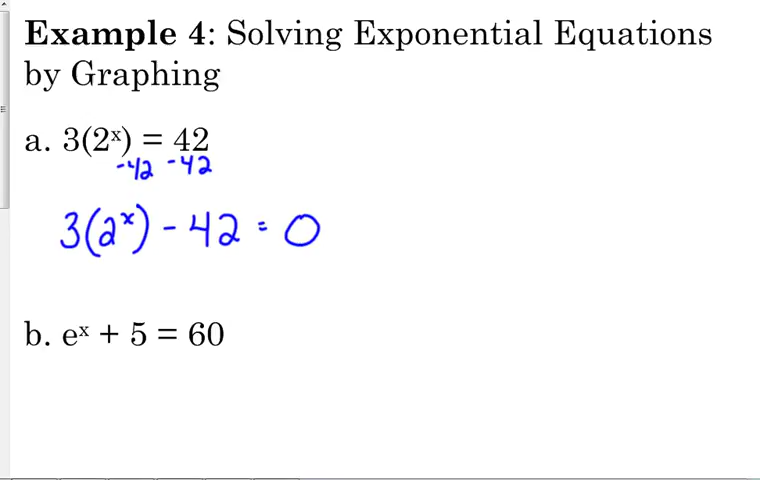 Example 4: Solving Exponential Equations
by Graphing
a. 3(2ˣ) = 42
-42 -42
3(2ˣ) - 42 = 0
b. eˣ + 5 = 60